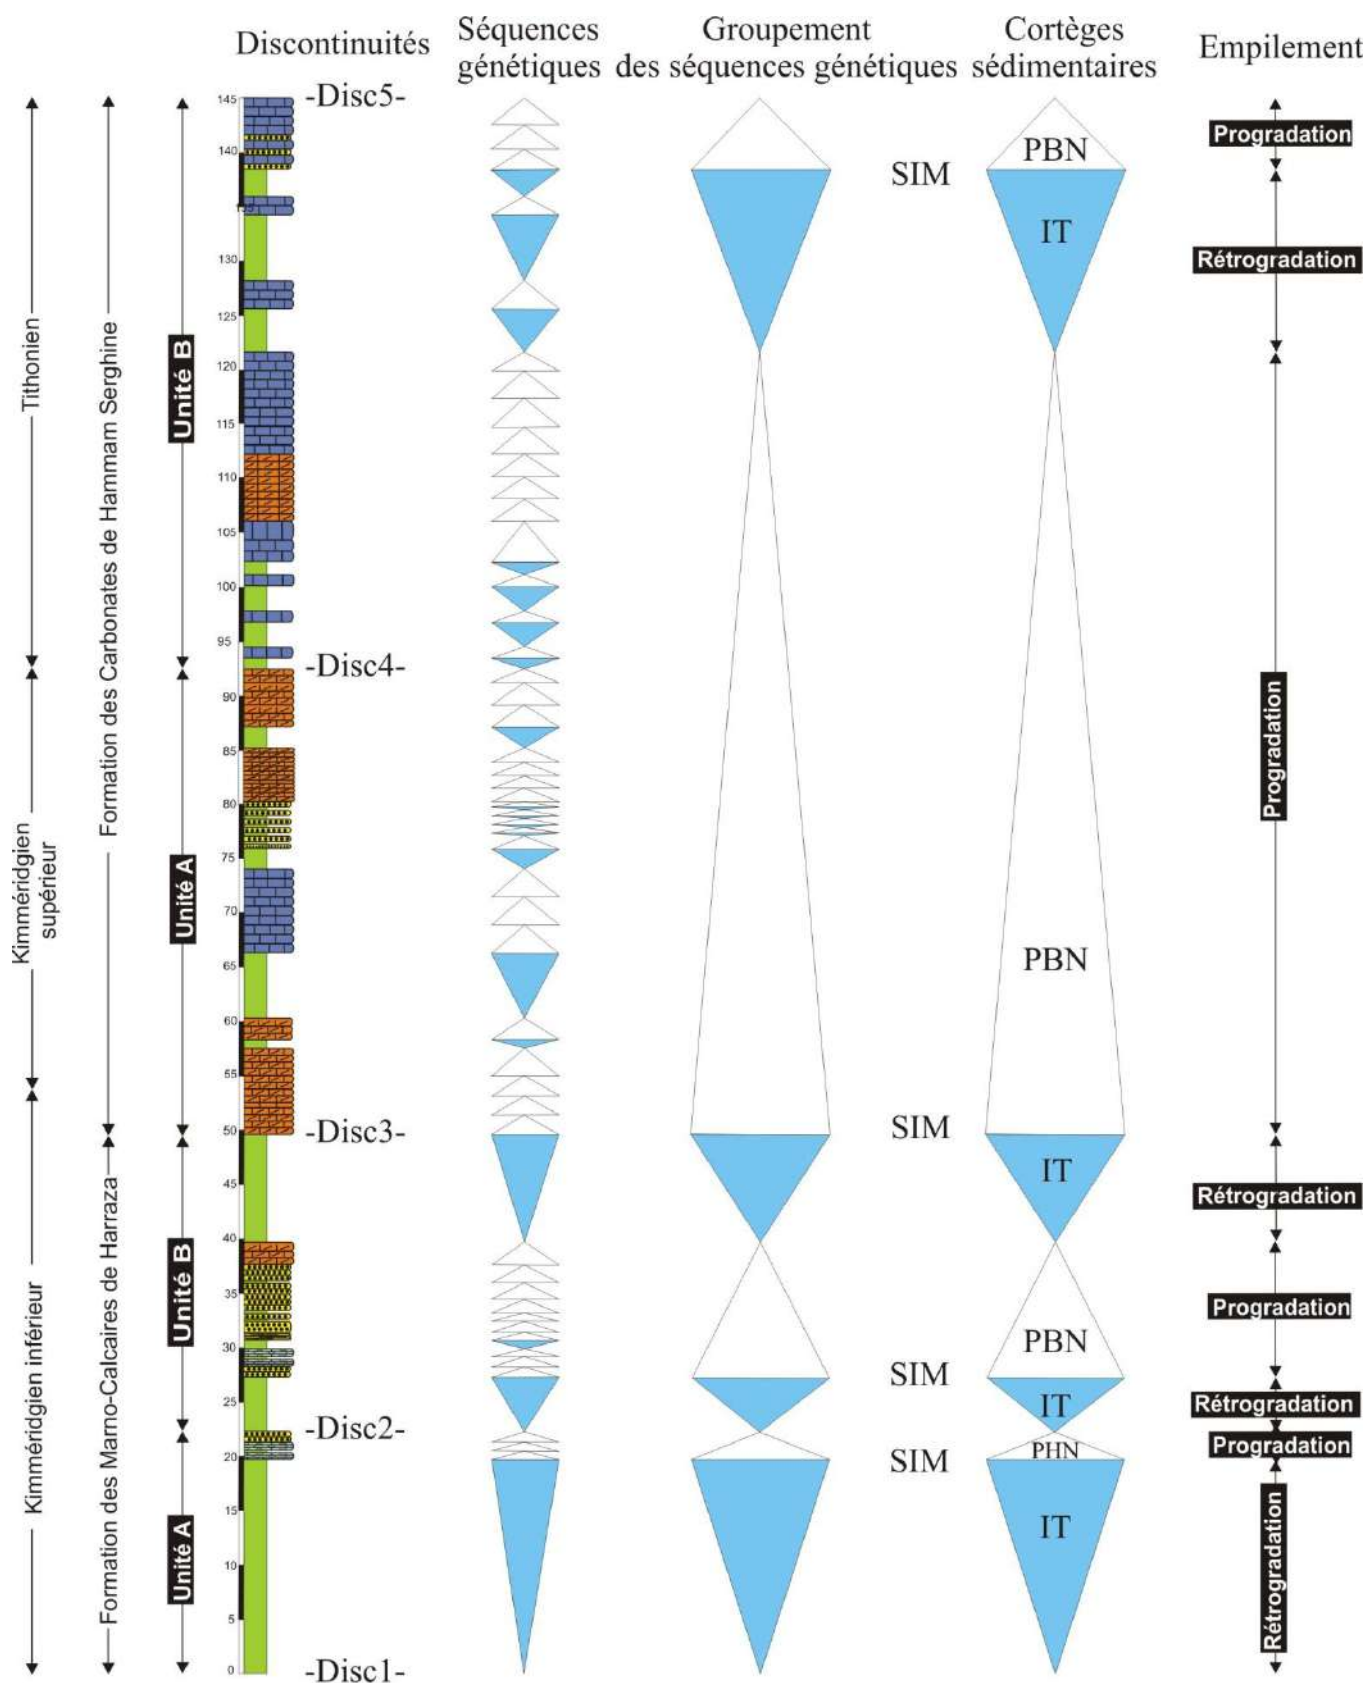 Discontinuités
Séquences
génétiques
Groupement
des séquences génétiques
Cortèges
sédimentaires
Empilement
-Disc5-
145
Progradation
PBN
140
SIM
135
IT
130
Rétrogradation
125
Tithonien
Formation des Carbonates de Hammam Serghine
Unité B
120
115
110
105
100
95
-Disc4-
90
85
Progradation
80
75
Kimméridgien
supérieur
Unité A
70
PBN
65
60
55
SIM
50
-Disc3-
IT
45
Rétrogradation
40
Kimméridgien inférieur
Formation des Marno-Calcaires de Harraza
Unité B
35
Progradation
PBN
30
SIM
25
IT
Rétrogradation
-Disc2-
PHN
Progradation
20
SIM
15
IT
Unité A
10
Rétrogradation
5
0
-Disc1-